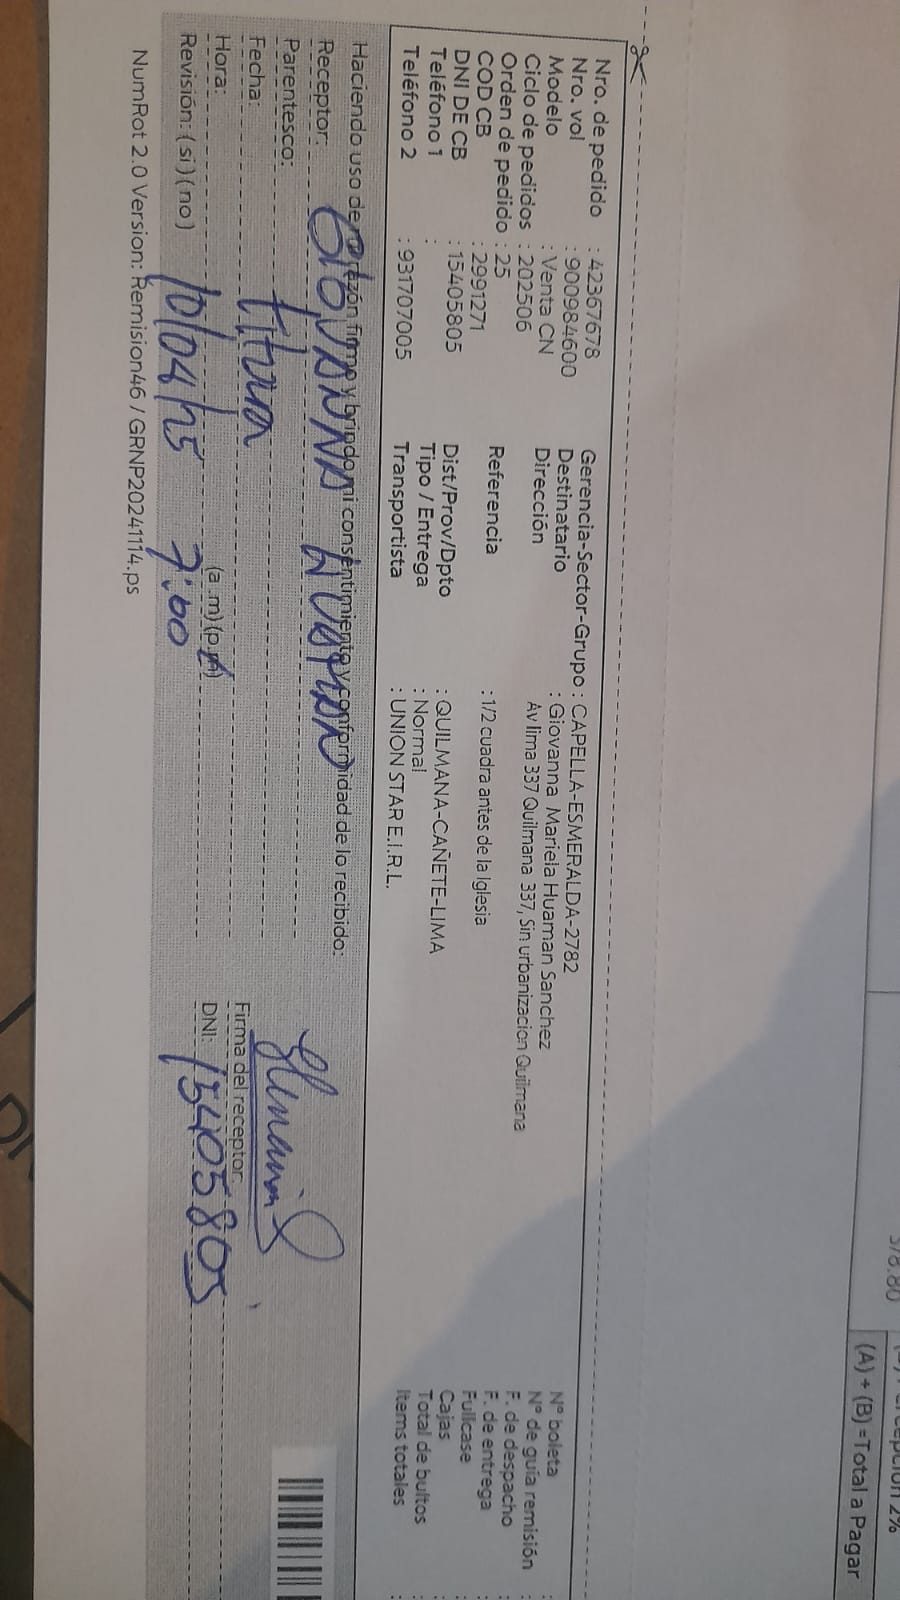 378.80
(A) + (B) =Total a Pagar
Nro. de pedido : 42367678
Nro. vol : 900984600
Modelo : Venta CN
Ciclo de pedidos : 202506
Orden de pedido : 25
COD CB : 2991271
DNI DE CB : 15405805
Teléfono 1 :
Teléfono 2 : 931707005
Gerencia-Sector-Grupo : CAPELLA-ESMERALDA-2782
Destinatario : Giovanna Mariela Huaman Sanchez
Dirección Av lima 337 Quilmana 337, Sin urbanizacion Quilmana
Referencia : 1/2 cuadra antes de la Iglesia
Dist/Prov/Dpto : QUILMANA-CAÑETE-LIMA
Tipo / Entrega : Normal
Transportista : UNION STAR E.I.R.L.
N° boleta :
N° de guía remisión :
F. de despacho :
F. de entrega :
Fullcase :
Cajas :
Total de bultos :
Items totales :
Haciendo uso de mi razón firmo y brindo mi consentimiento y conformidad de lo recibido:
Receptor: Giovanna Huaman
Parentesco: titular
Fecha: 10/04/25
Hora: 7:00 (a.m) (p.m)
Revisión: (si) (no)
Firma del receptor
DNI: 15405805
NumRot 2.0 Version: Remision46 / GRNP20241114.ps